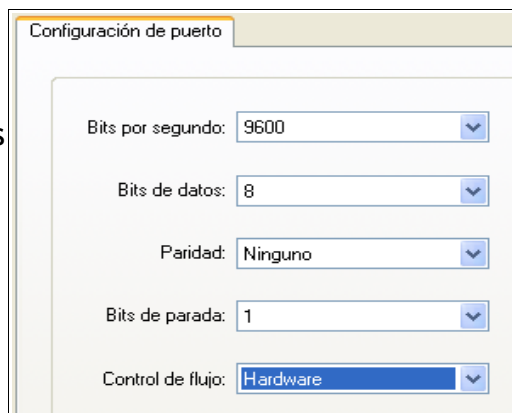 Configuración de puerto
s
Bits por segundo: 9600
Bits de datos: 8
Paridad: Ninguno
Bits de parada: 1
Control de flujo: Hardware